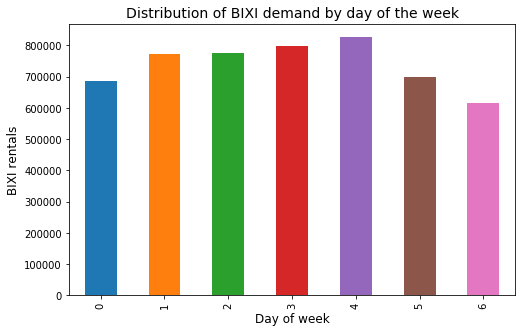 Distribution of BIXI demand by day of the week
BIXI rentals
800000
700000
600000
500000
400000
300000
200000
100000
0
0 1 2 3 4 5 6
Day of week